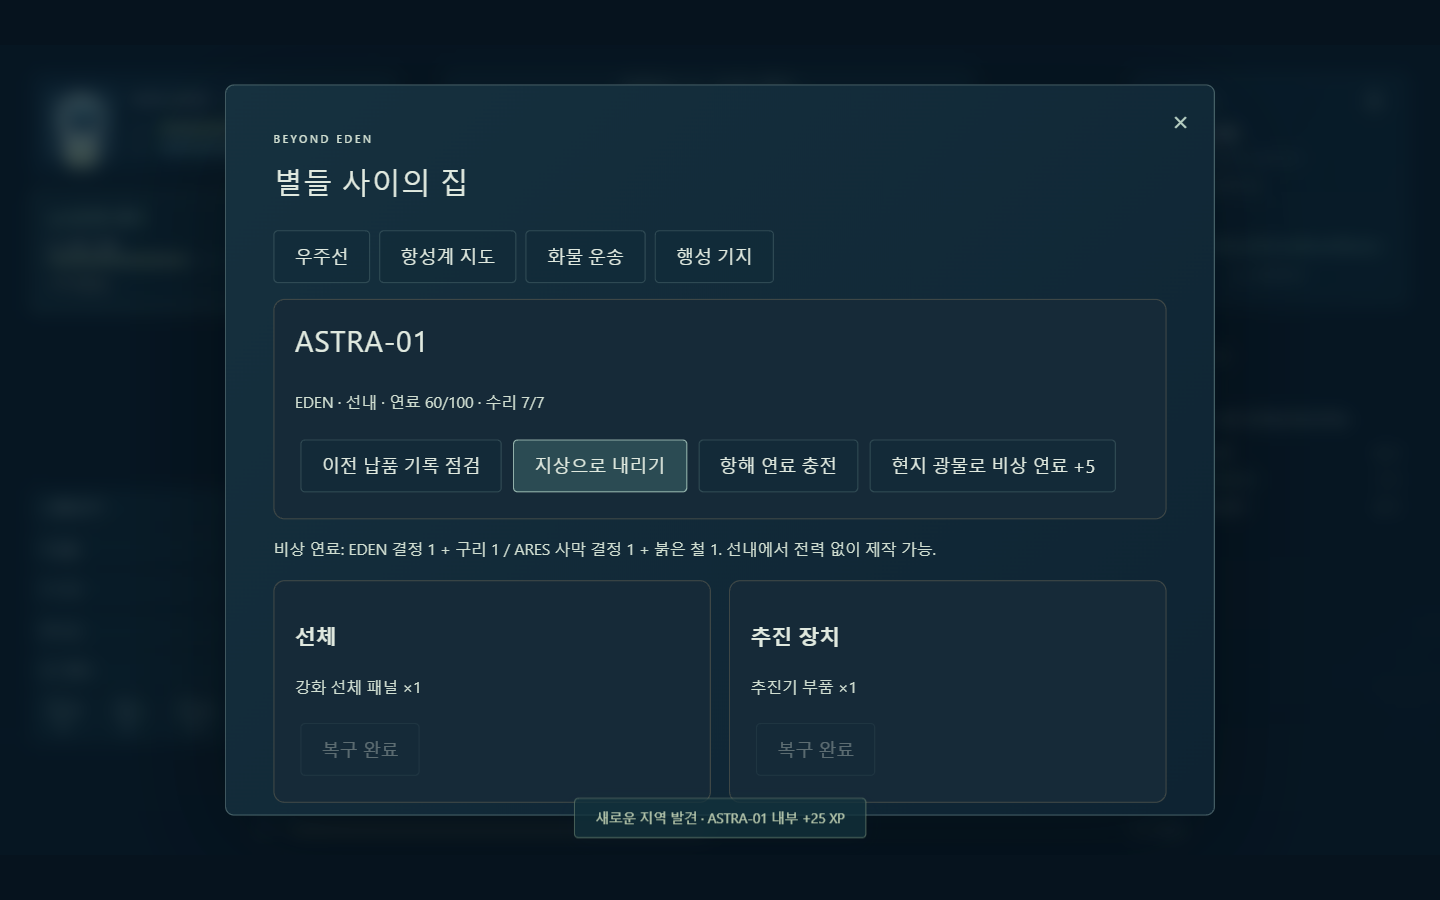 BEYOND EDEN
별들 사이의 집
우주선
항성계 지도
화물 운송
행성 기지
ASTRA-01
EDEN · 선내 · 연료 60/100 · 수리 7/7
이전 납품 기록 점검
지상으로 내리기
항해 연료 충전
현지 광물로 비상 연료 +5
비상 연료: EDEN 결정 1 + 구리 1 / ARES 사막 결정 1 + 붉은 철 1. 선내에서 전력 없이 제작 가능.
선체
강화 선체 패널 ×1
복구 완료
추진 장치
추진기 부품 ×1
복구 완료
새로운 지역 발견 · ASTRA-01 내부 +25 XP